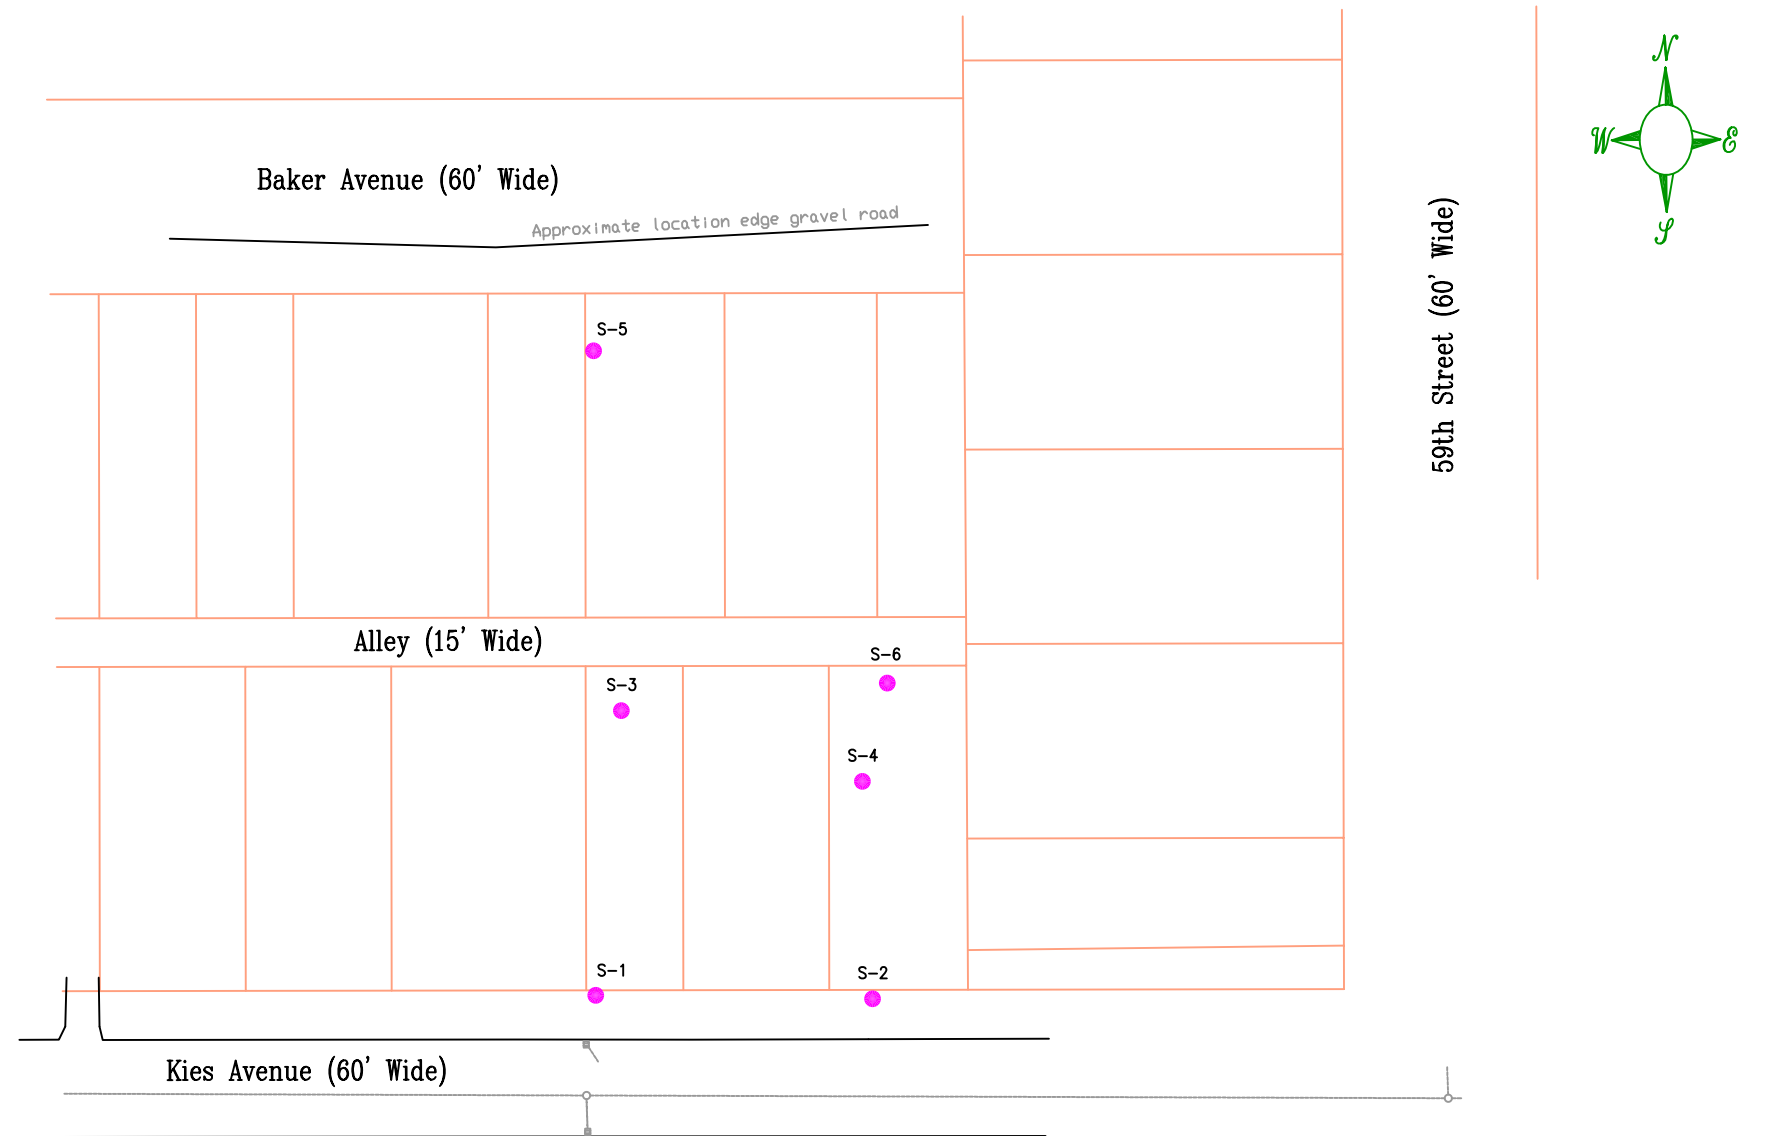 N
W
E
S
Baker Avenue (60' Wide)
Approximate location edge gravel road
59th Street (60' Wide)
S-5
Alley (15' Wide)
S-6
S-3
S-4
S-1
S-2
Kies Avenue (60' Wide)